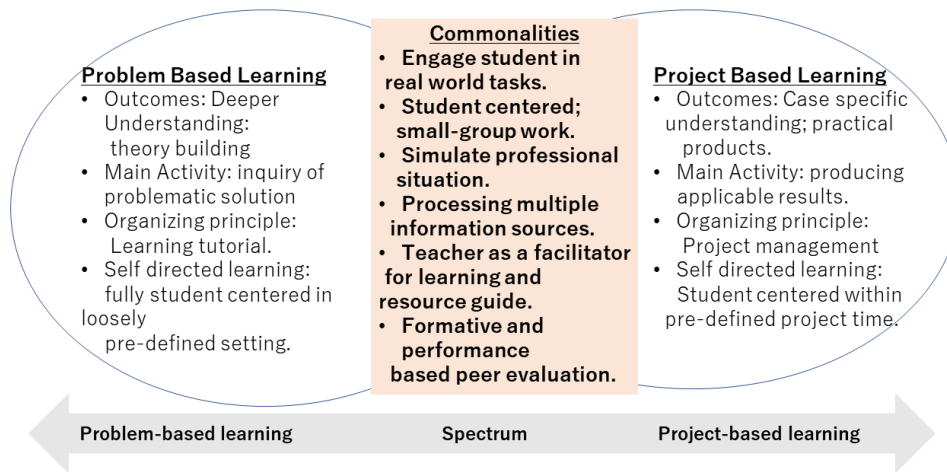 Problem Based Learning
• Outcomes: Deeper
Understanding:
theory building
• Main Activity: inquiry of
problematic solution
• Organizing principle:
Learning tutorial.
• Self directed learning:
fully student centered in
loosely
pre-defined setting.
Commonalities
• Engage student in
real world tasks.
• Student centered;
small-group work.
• Simulate professional
situation.
• Processing multiple
information sources.
• Teacher as a facilitator
for learning and
resource guide.
• Formative and
performance
based peer evaluation.
Project Based Learning
• Outcomes: Case specific
understanding; practical
products.
• Main Activity: producing
applicable results.
• Organizing principle:
Project management
• Self directed learning:
Student centered within
pre-defined project time.
Problem-based learning
Spectrum
Project-based learning